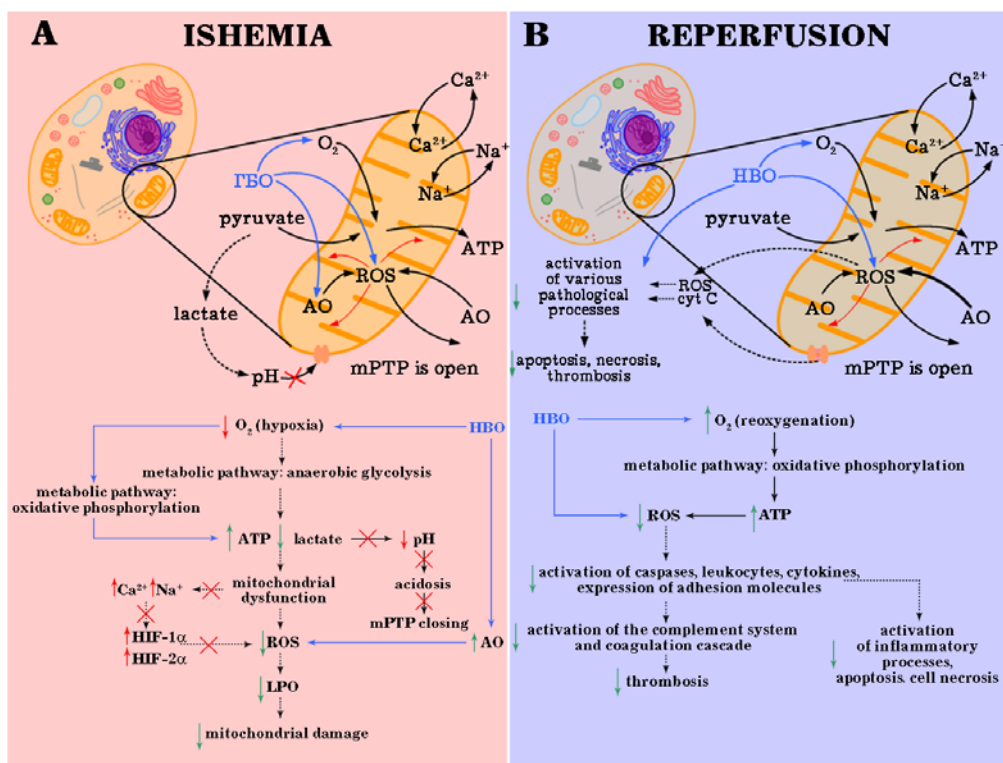 A ISHEMIA
Ca²⁺
O₂
Ca²⁺
Na⁺
ГБО
Na⁺
pyruvate
ATP
ROS
AO
lactate
AO
mPTP is open
pH
↓ O₂ (hypoxia)
HBO
metabolic pathway: anaerobic glycolysis
metabolic pathway:
oxidative phosphorylation
↑ ATP ↓ lactate ↓ pH
acidosis
↑Ca²⁺ ↑Na⁺
mitochondrial
dysfunction
mPTP closing
↑HIF-1α
↑HIF-2α
↓ROS
↑AO
↓LPO
↓mitochondrial damage
B REPERFUSION
Ca²⁺
O₂
Ca²⁺
Na⁺
HBO
Na⁺
pyruvate
ATP
activation
of various
pathological
processes
ROS
cyt C
ROS
AO
AO
apoptosis, necrosis,
thrombosis
mPTP is open
HBO
↑ O₂ (reoxygenation)
metabolic pathway: oxidative phosphorylation
↓ ROS ↑ATP
↓ activation of caspases, leukocytes, cytokines,
expression of adhesion molecules
↓ activation of the complement system
and coagulation cascade
↓ thrombosis
activation
of inflammatory
processes,
apoptosis. cell necrosis